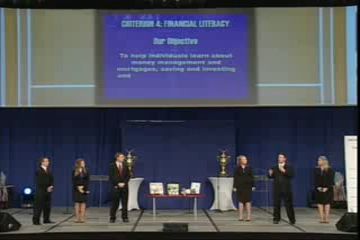 CRITERION 4: FINANCIAL LITERACY
Our Objective
To help individuals learn about
money management and
mortgages, saving and investing
and